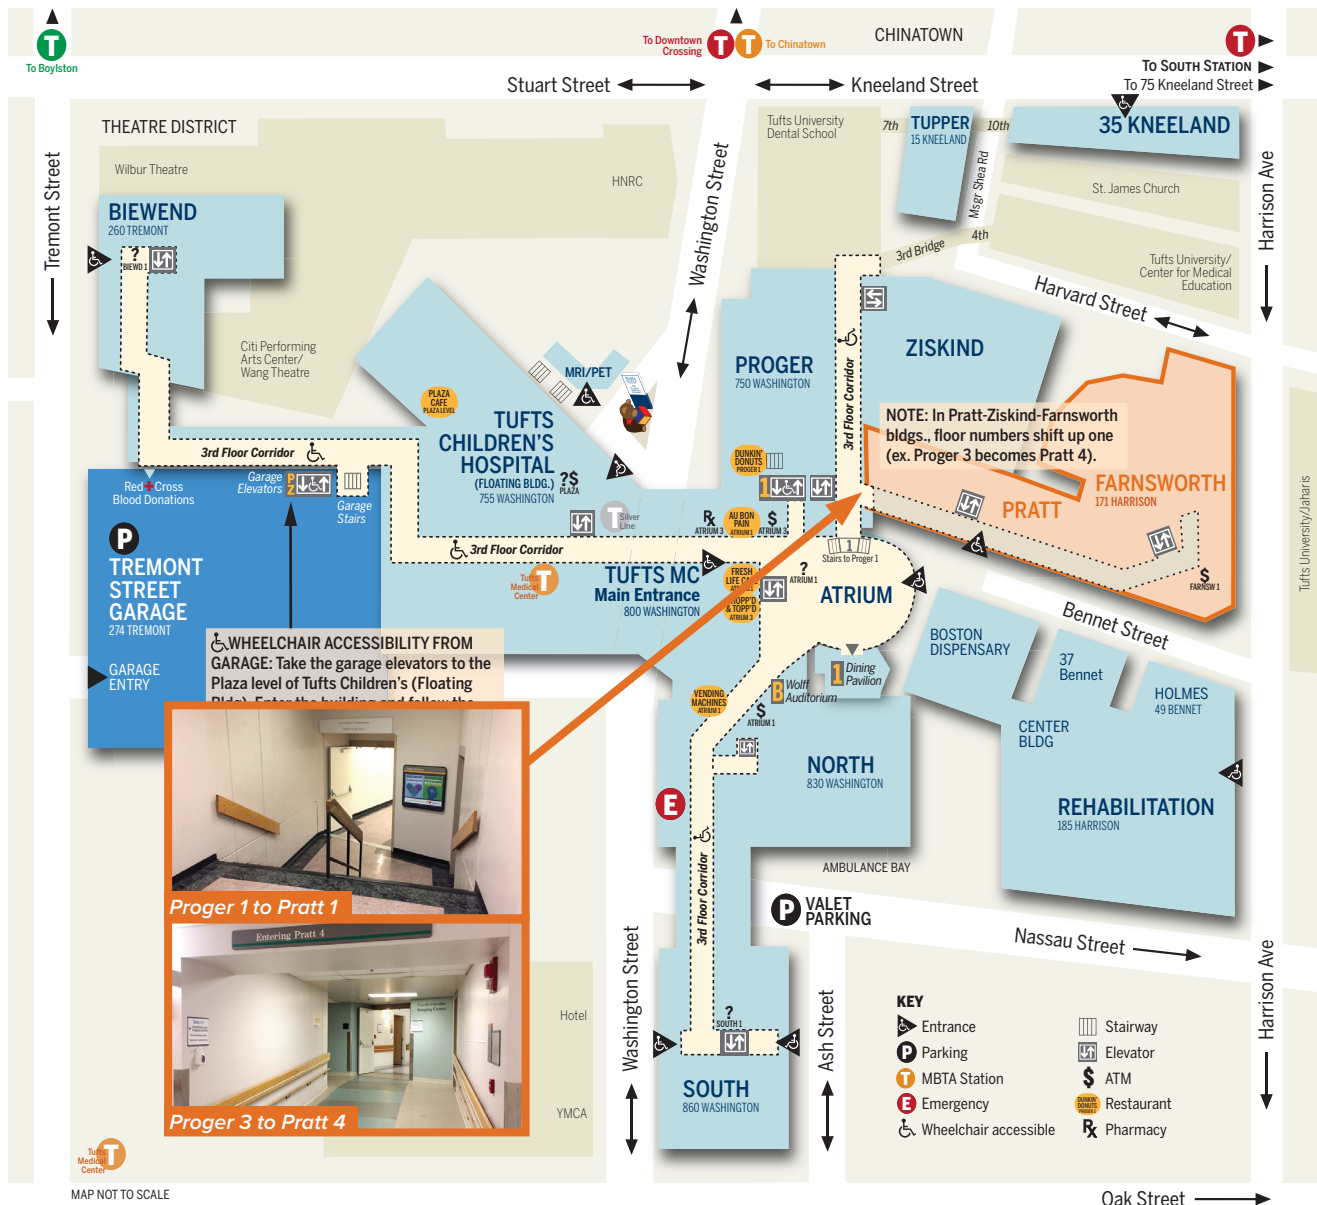 To Boylston
To Downtown
Crossing
T
T
To Chinatown
CHINATOWN
T
T
To South Station
To 75 Kneeland Street
Stuart Street
Kneeland Street
THEATRE DISTRICT
Wilbur Theatre
HNRC
Tufts University
Dental School
7th
TUPPER
15 KNEELAND
10th
35 KNEELAND
Msgr Shea Rd
St. James Church
Tremont Street
Washington Street
Harrison Ave
BIEWEND
260 TREMONT
?
BIEWD 1
3rd Bridge
4th
Tufts University/
Center for Medical
Education
Harvard Street
Citi Performing
Arts Center/
Wang Theatre
MRI/PET
PLAZA
CAFE
PLAZA LEVEL
TUFTS
CHILDREN'S
HOSPITAL
(FLOATING BLDG.)
755 WASHINGTON
?$
PLAZA
PROGER
750 WASHINGTON
ZISKIND
3rd Floor Corridor
NOTE: In Pratt-Ziskind-Farnsworth
bldgs., floor numbers shift up one
(ex. Proger 3 becomes Pratt 4).
FARNSWORTH
171 HARRISON
PRATT
$
FARNSW 1
Tufts University/Jaharis
3rd Floor Corridor
Red Cross
Blood Donations
Garage
Elevators
P
Z
Garage
Stairs
DUNKIN'
DONUTS
PROGER 1
1
T
Silver
Line
Rx
ATRIUM 3
AU BON
PAIN
ATRIUM 1
$
ATRIUM 3
3rd Floor Corridor
1
Stairs to Proger 1
P
TREMONT
STREET
GARAGE
274 TREMONT
GARAGE
ENTRY
Tufts
Medical
Center
T
TUFTS MC
Main Entrance
800 WASHINGTON
FRESH
& TOPP'D
ATRIUM 3
?
ATRIUM 1
ATRIUM
Bennet Street
BOSTON
DISPENSARY
37
Bennet
HOLMES
49 BENNET
CENTER
BLDG
WHEELCHAIR ACCESSIBILITY FROM
GARAGE: Take the garage elevators to the
Plaza level of Tufts Children's (Floating
1
Dining
Pavilion
B
Wolff
Auditorium
VENDING
MACHINES
ATRIUM 1
$
ATRIUM 1
NORTH
830 WASHINGTON
REHABILITATION
185 HARRISON
E
3rd Floor Corridor
AMBULANCE BAY
P
VALET
PARKING
Proger 1 to Pratt 1
Entering Pratt 4
Proger 3 to Pratt 4
Nassau Street
Washington Street
Ash Street
Harrison Ave
Hotel
YMCA
?
SOUTH 1
SOUTH
860 WASHINGTON
KEY
Entrance
P Parking
T MBTA Station
E Emergency
Wheelchair accessible
Stairway
Elevator
$ ATM
DUNKIN'
DONUTS
PROGER 1
Restaurant
Rx Pharmacy
Tufts
Medical
Center
T
MAP NOT TO SCALE
Oak Street